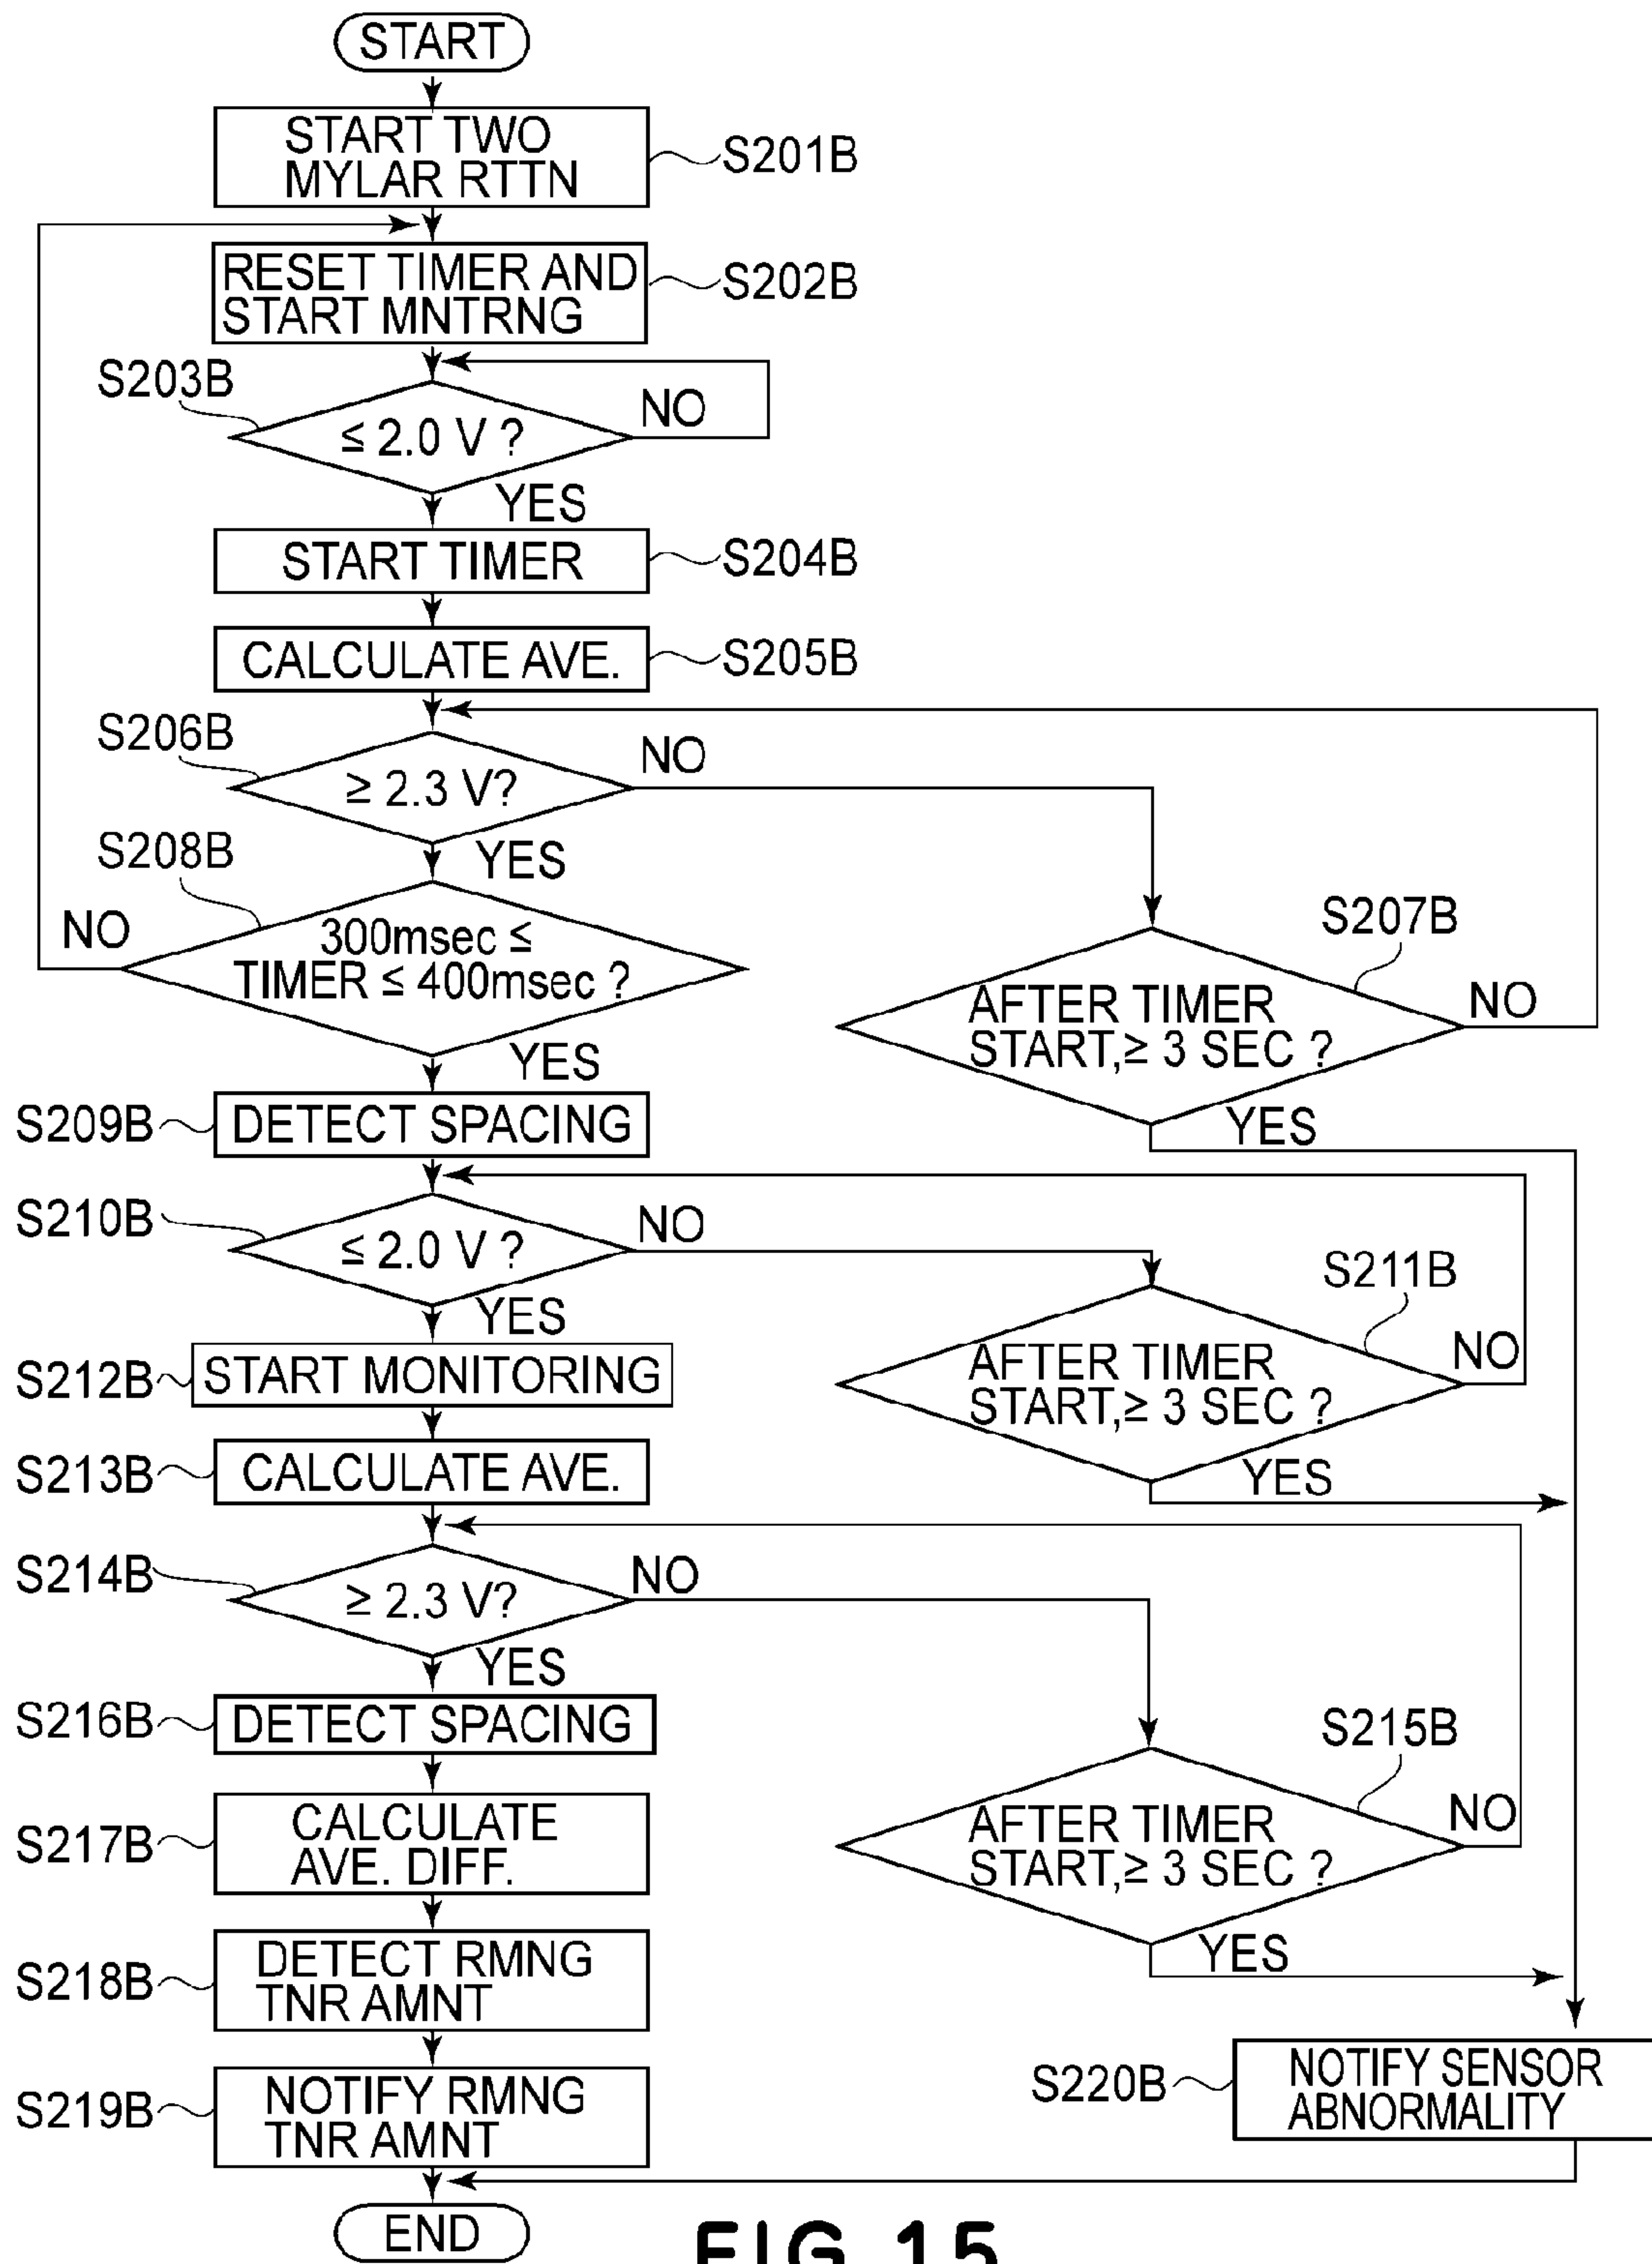 START
START TWO
MYLAR RTTN
S201B
RESET TIMER AND
START MNTRNG
S202B
S203B
≤ 2.0 V ?
NO
YES
START TIMER
S204B
CALCULATE AVE.
S205B
S206B
≥ 2.3 V?
NO
YES
S208B
NO
300msec ≤
TIMER ≤ 400msec ?
YES
S207B
AFTER TIMER
START,≥ 3 SEC ?
NO
YES
S209B
DETECT SPACING
S210B
≤ 2.0 V ?
NO
YES
S211B
AFTER TIMER
START,≥ 3 SEC ?
NO
YES
S212B
START MONITORING
S213B
CALCULATE AVE.
S214B
≥ 2.3 V?
NO
YES
S215B
AFTER TIMER
START,≥ 3 SEC ?
NO
YES
S216B
DETECT SPACING
S217B
CALCULATE
AVE. DIFF.
S218B
DETECT RMNG
TNR AMNT
S219B
NOTIFY RMNG
TNR AMNT
S220B
NOTIFY SENSOR
ABNORMALITY
END
FIG.15